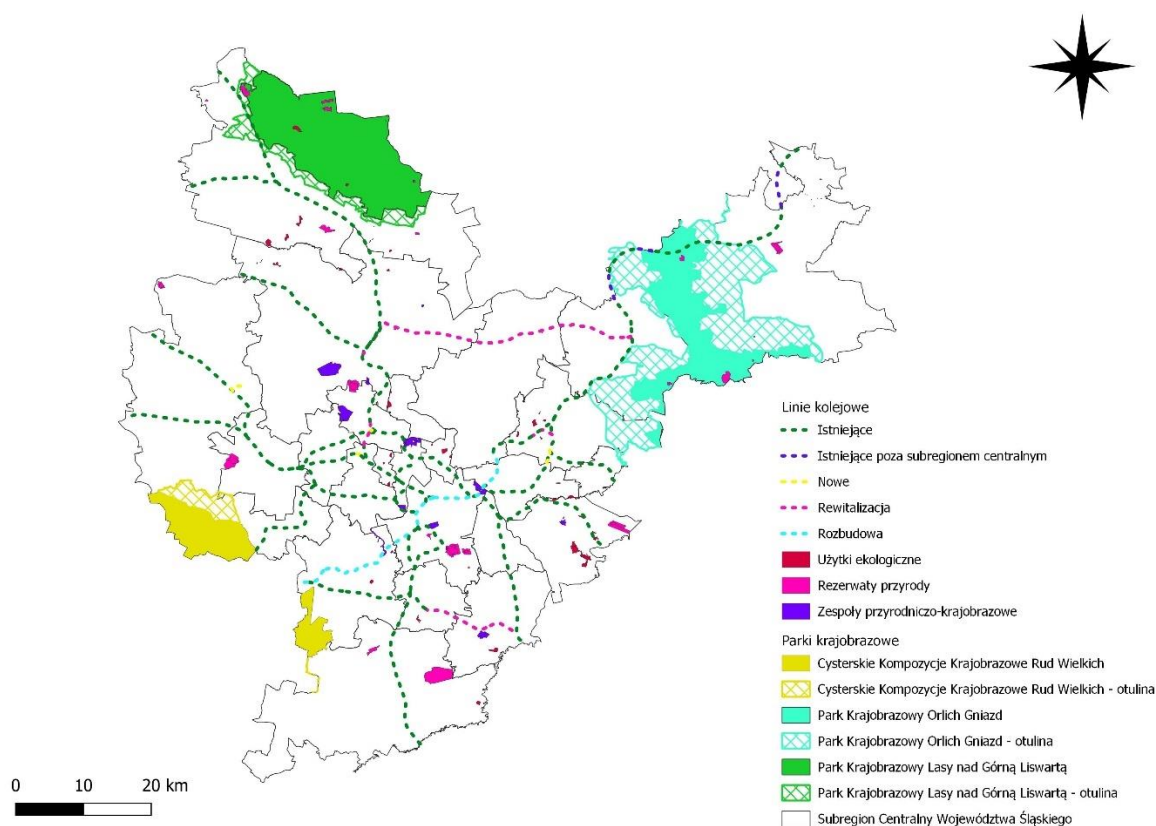 Linie kolejowe
Istniejące
Istniejące poza subregionem centralnym
Nowe
Rewitalizacja
Rozbudowa
Użytki ekologiczne
Rezerwaty przyrody
Zespoły przyrodniczo-krajobrazowe
Parki krajobrazowe
Cysterskie Kompozycje Krajobrazowe Rud Wielkich
Cysterskie Kompozycje Krajobrazowe Rud Wielkich - otulina
Park Krajobrazowy Orlich Gniazd
Park Krajobrazowy Orlich Gniazd - otulina
Park Krajobrazowy Lasy nad Górną Liswartą
Park Krajobrazowy Lasy nad Górną Liswartą - otulina
Subregion Centralny Województwa Śląskiego
0 10 20 km